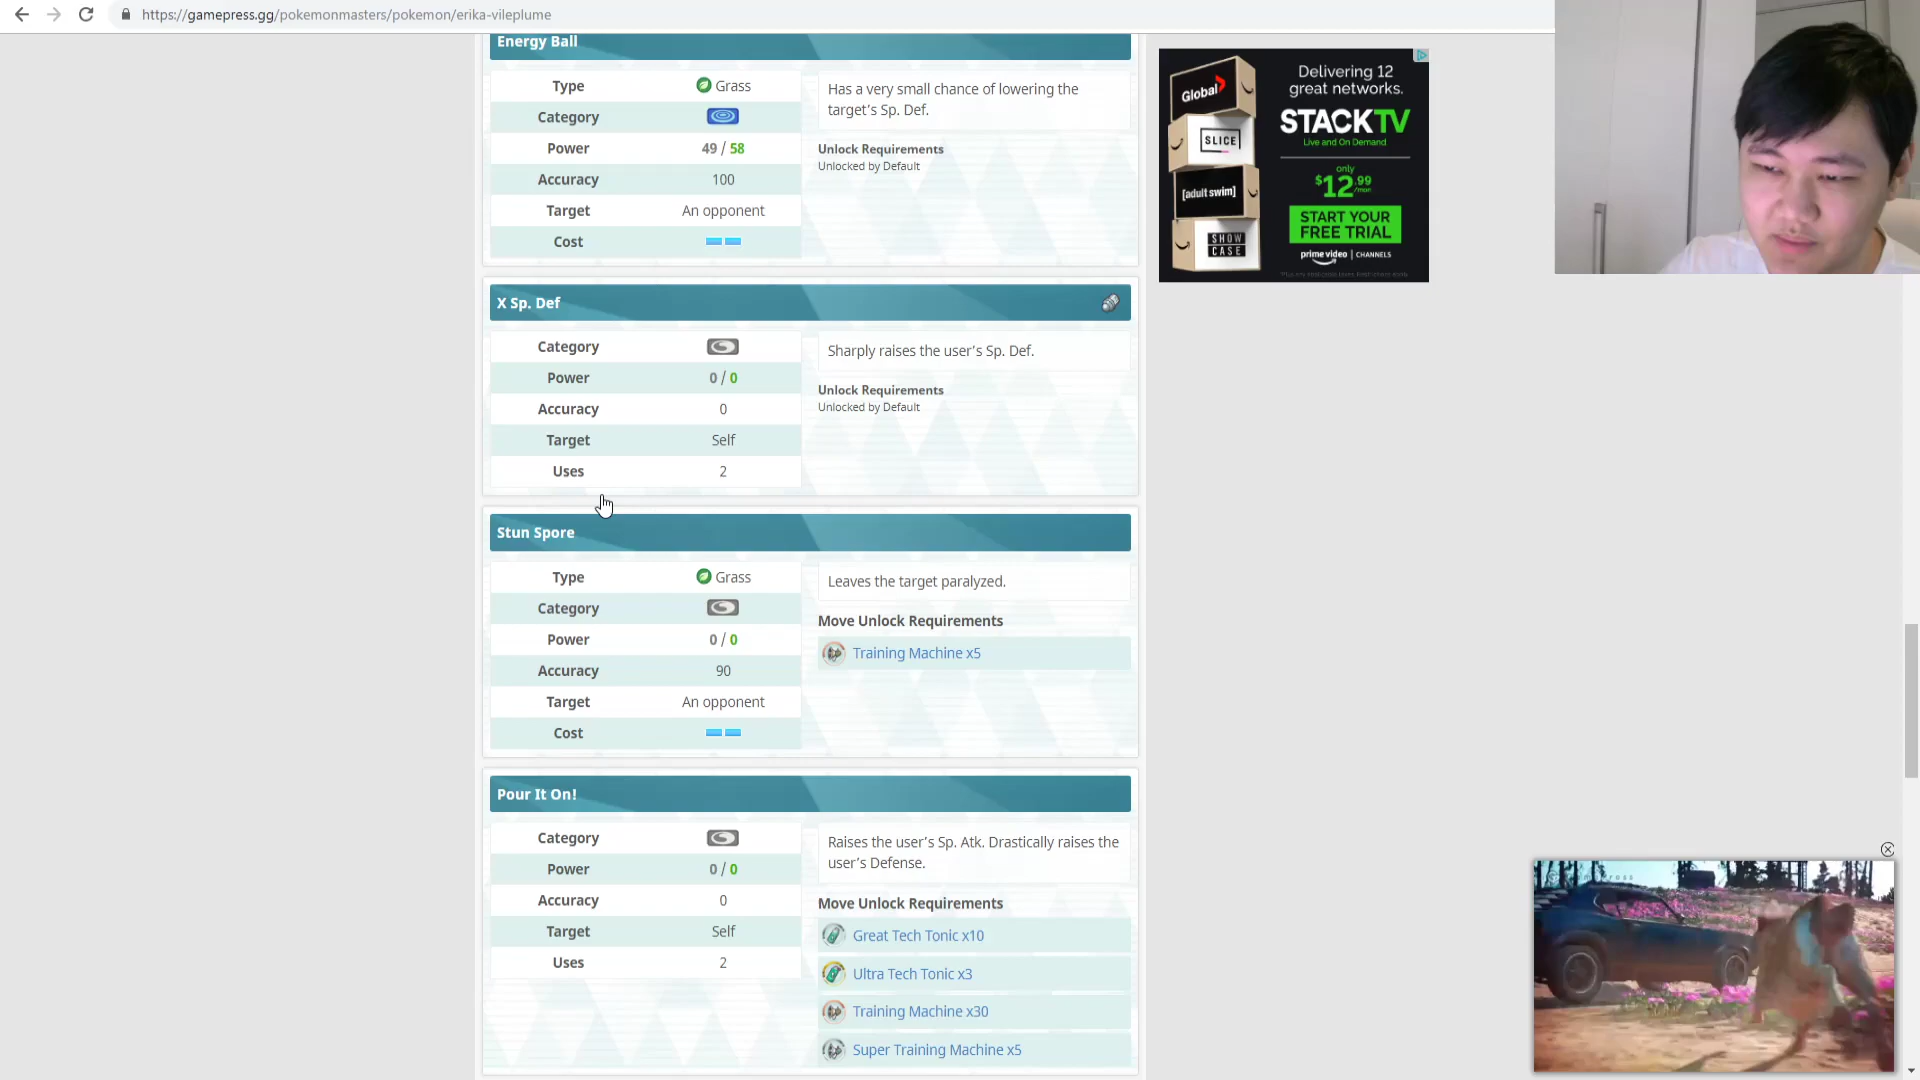 https://gamepress.gg/pokemonmasters/pokemon/erika-vileplume
Energy Ball
Type Grass
Category
Power 49 / 58
Accuracy 100
Target An opponent
Cost
Has a very small chance of lowering the
target's Sp. Def.
Unlock Requirements
Unlocked by Default
X Sp. Def
Category
Power 0 / 0
Accuracy 0
Target Self
Uses 2
Sharply raises the user's Sp. Def.
Unlock Requirements
Unlocked by Default
Stun Spore
Type Grass
Category
Power 0 / 0
Accuracy 90
Target An opponent
Cost
Leaves the target paralyzed.
Move Unlock Requirements
Training Machine x5
Pour It On!
Category
Power 0 / 0
Accuracy 0
Target Self
Uses 2
Raises the user's Sp. Atk. Drastically raises the
user's Defense.
Move Unlock Requirements
Great Tech Tonic x10
Ultra Tech Tonic x3
Training Machine x30
Super Training Machine x5
Global
SLICE
[adult swim]
SHOW
CASE
Delivering 12
great networks.
STACKTV
Live and On Demand
only
$12.99
/mon
START YOUR
FREE TRIAL
prime video | CHANNELS